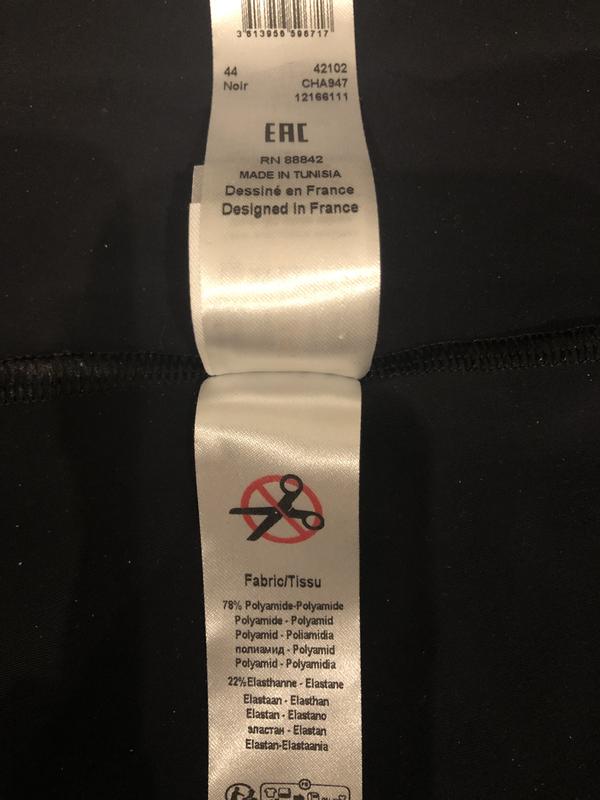 3 613956 596717
44 42102
Noir CHA947
12166111
EAC
RN 88842
MADE IN TUNISIA
Dessiné en France
Designed in France
Fabric/Tissu
78% Polyamide-Polyamide
Polyamide - Polyamid
Polyamid - Poliamidia
полиамид - Polyamid
Polyamid - Polyamidia
22%Elasthanne - Elastane
Elastaan - Elasthan
Elastan - Elastano
эластан - Elastan
Elastan-Elastaania
FR